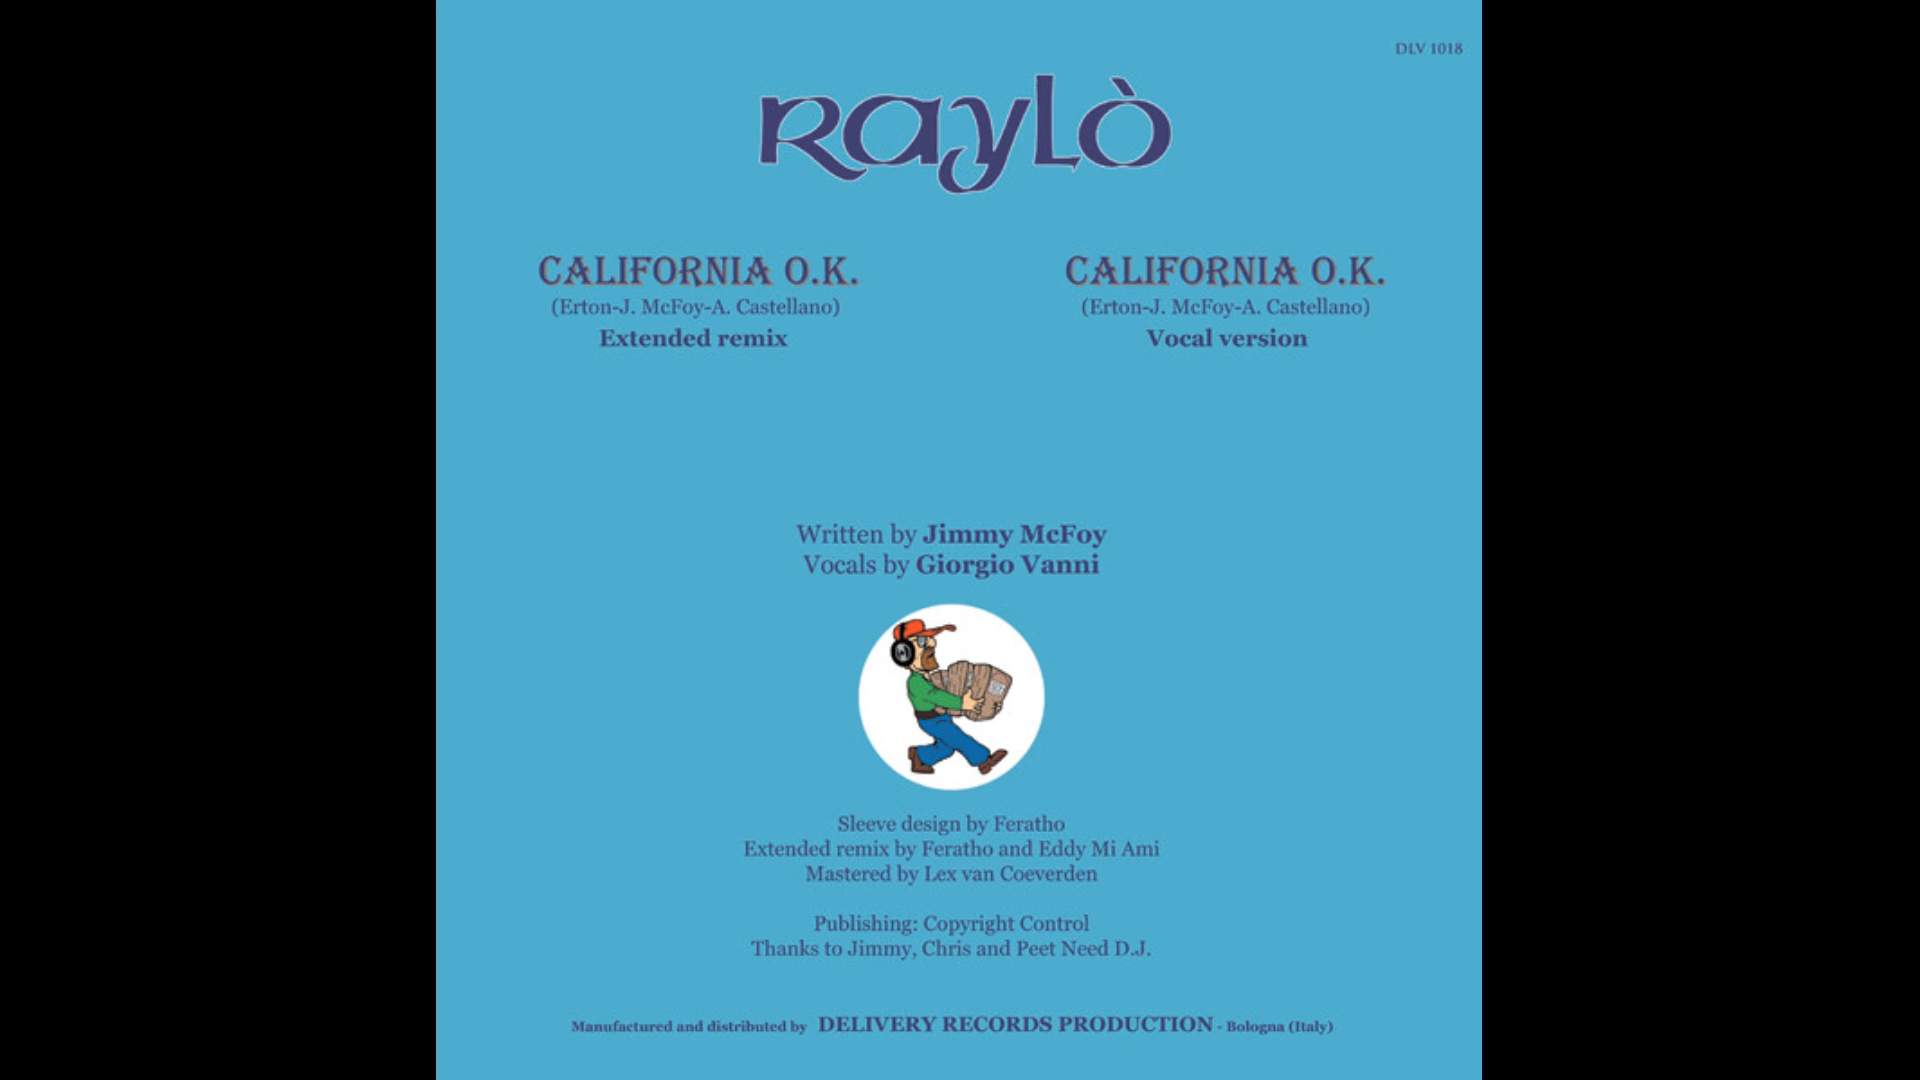 DLV 1018
Raylò
CALIFORNIA O.K.
(Erton-J. McFoy-A. Castellano)
Extended remix
CALIFORNIA O.K.
(Erton-J. McFoy-A. Castellano)
Vocal version
Written by Jimmy McFoy
Vocals by Giorgio Vanni
Sleeve design by Feratho
Extended remix by Feratho and Eddy Mi Ami
Mastered by Lex van Coeverden
Publishing: Copyright Control
Thanks to Jimmy, Chris and Peet Need D.J.
Manufactured and distributed by DELIVERY RECORDS PRODUCTION - Bologna (Italy)